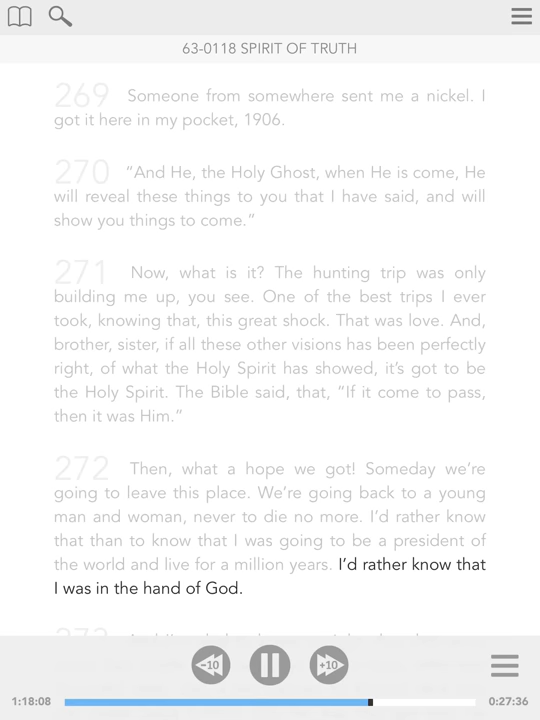 63-0118 SPIRIT OF TRUTH
269 Someone from somewhere sent me a nickel. I
got it here in my pocket, 1906.
270 “And He, the Holy Ghost, when He is come, He
will reveal these things to you that I have said, and will
show you things to come.”
271 Now, what is it? The hunting trip was only
building me up, you see. One of the best trips I ever
took, knowing that, this great shock. That was love. And,
brother, sister, if all these other visions has been perfectly
right, of what the Holy Spirit has showed, it’s got to be
the Holy Spirit. The Bible said, that, “If it come to pass,
then it was Him.”
272 Then, what a hope we got! Someday we’re
going to leave this place. We’re going back to a young
man and woman, never to die no more. I’d rather know
that than to know that I was going to be a president of
the world and live for a million years. I’d rather know that
I was in the hand of God.
273
-10 +10
1:18:08 0:27:36